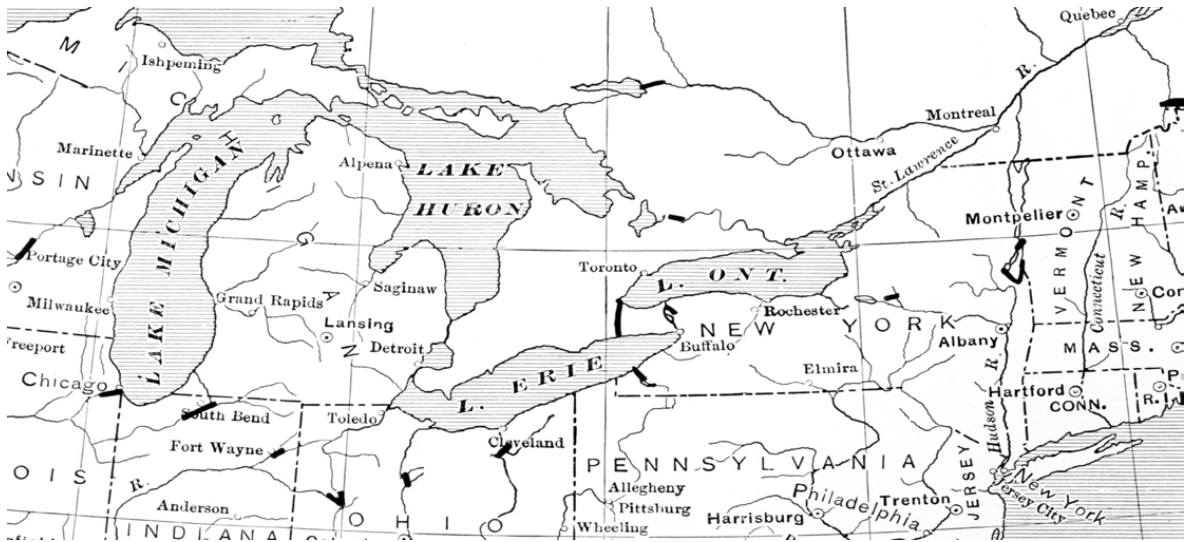 Quebec
MICHIGAN
Ishpeming
Montreal
R.
Marinette
Alpena
LAKE
HURON
Ottawa
St. Lawrence
NSIN
LAKE MICHIGAN
Montpelier
VERMONT
NEW HAMP.
R.
Connecticut
Portage City
Toronto
L. ONT.
Saginaw
Milwaukee
Grand Rapids
Rochester
Lansing
NEW YORK
Con
Freeport
Detroit
Buffalo
Albany
MASS.
Chicago
L. ERIE
Elmira
Hartford
CONN.
R.
Hudson R.
South Bend
Toledo
Fort Wayne
Cleveland
OIS
R.
PENNSYLVANIA
JERSEY
New York
Jersey City
Anderson
Allegheny
Pittsburg
Philadelphia
Trenton
Harrisburg
INDIANA
OHIO
Wheeling